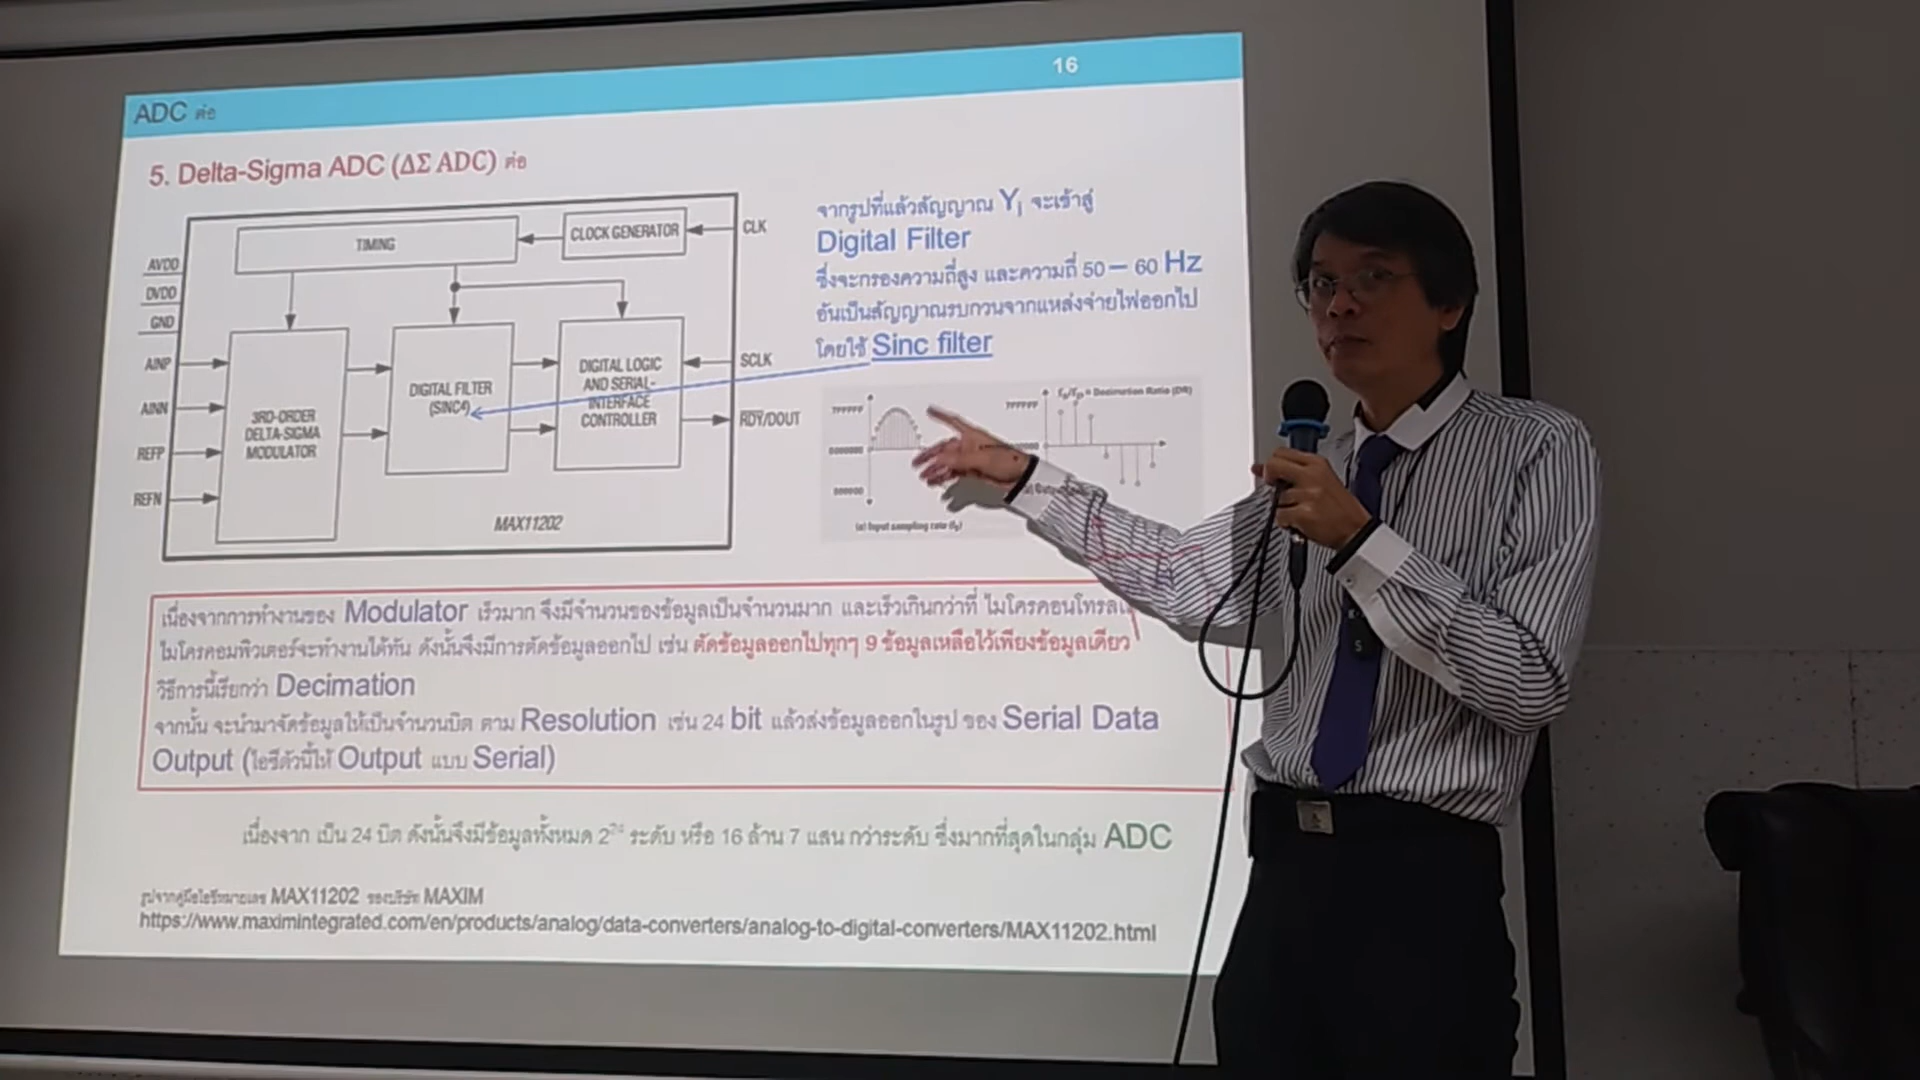 16
ADC ต่อ
5. Delta-Sigma ADC (ΔΣ ADC) ต่อ
TIMING
CLOCK GENERATOR
CLK
AVDD
DVDD
GND
AINP
AINN
REFP
REFN
3RD-ORDER
DELTA-SIGMA
MODULATOR
DIGITAL FILTER
(SINC4)
DIGITAL LOGIC
AND SERIAL-
INTERFACE
CONTROLLER
SCLK
RDY/DOUT
MAX11202
จากรูปที่แล้วสัญญาณ Yi จะเข้าสู่
Digital Filter
ซึ่งจะกรองความถี่สูง และความถี่ 50 – 60 Hz
อันเป็นสัญญาณรบกวนจากแหล่งจ่ายไฟออกไป
โดยใช้ Sinc filter
= Decimation Ratio (DR)
(a) Input sampling rate (fs)
เนื่องจากการทำงานของ Modulator เร็วมาก จึงมีจำนวนของข้อมูลเป็นจำนวนมาก และเร็วเกินกว่าที่ ไมโครคอนโทรลเ
ไมโครคอมพิวเตอร์จะทำงานได้ทัน ดังนั้นจึงมีการตัดข้อมูลออกไป เช่น ตัดข้อมูลออกไปทุกๆ 9 ข้อมูลเหลือไว้เพียงข้อมูลเดียว
วิธีการนี้เรียกว่า Decimation
จากนั้น จะนำมาจัดข้อมูลให้เป็นจำนวนบิต ตาม Resolution เช่น 24 bit แล้วส่งข้อมูลออกในรูป ของ Serial Data
Output (ไอซีตัวนี้ให้ Output แบบ Serial)
เนื่องจาก เป็น 24 บิต ดังนั้นจึงมีข้อมูลทั้งหมด 2²⁴ ระดับ หรือ 16 ล้าน 7 แสน กว่าระดับ ซึ่งมากที่สุดในกลุ่ม ADC
รูปจากคู่มือไอซีหมายเลข MAX11202 ของบริษัท MAXIM
https://www.maximintegrated.com/en/products/analog/data-converters/analog-to-digital-converters/MAX11202.html